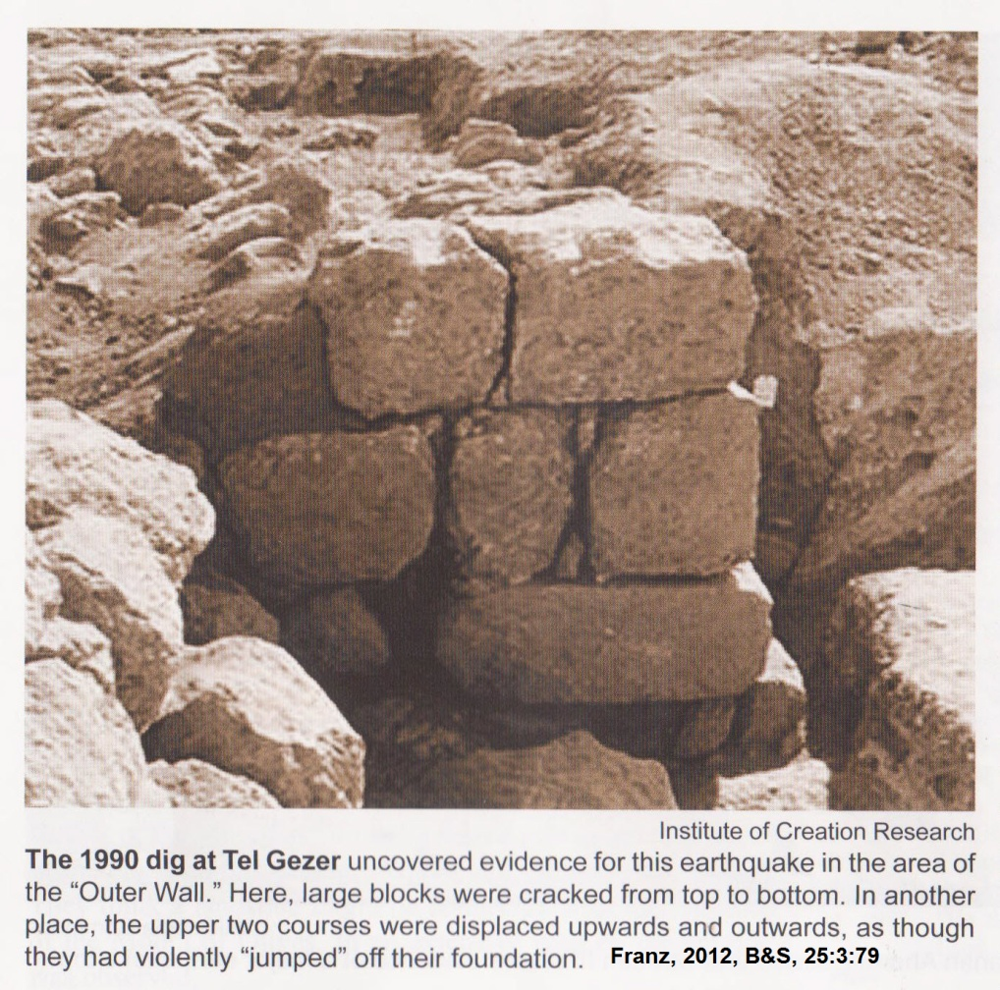 Institute of Creation Research
The 1990 dig at Tel Gezer uncovered evidence for this earthquake in the area of
the “Outer Wall.” Here, large blocks were cracked from top to bottom. In another
place, the upper two courses were displaced upwards and outwards, as though
they had violently “jumped” off their foundation. Franz, 2012, B&S, 25:3:79